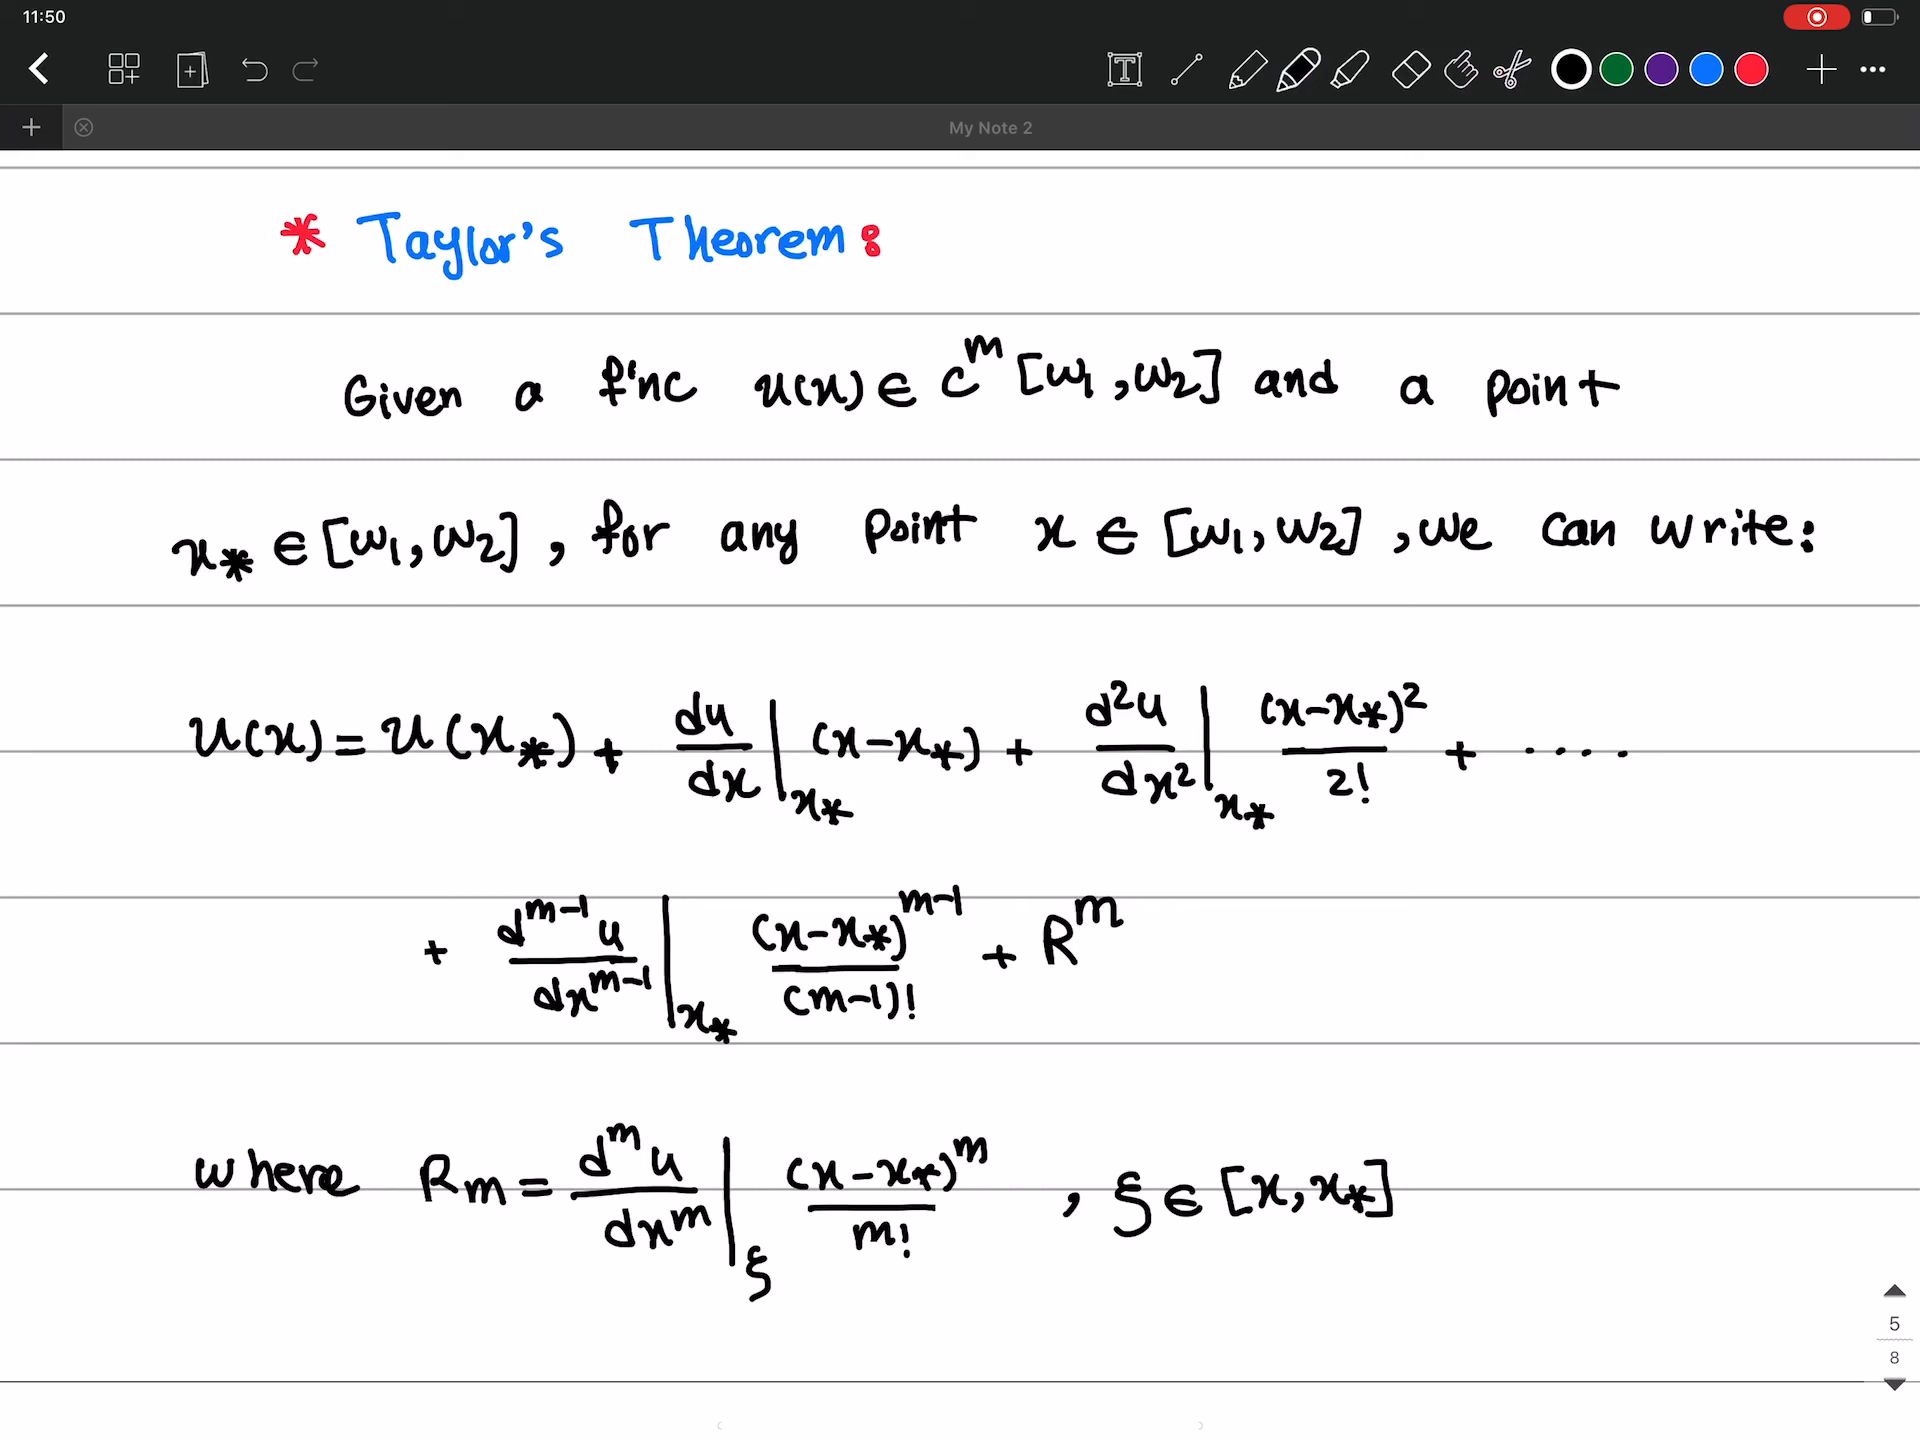 11:50
My Note 2
* Taylor's Theorem:
Given a f'nc u(x) ∈ C^m [w1, w2] and a point
x* ∈ [w1, w2], for any point x ∈ [w1, w2], we can write:
u(x) = u(x*) + du/dx |x* (x-x*) + d²u/dx² |x* (x-x*)²/2! + .....
+ d^(m-1)u/dx^(m-1) |x* (x-x*)^(m-1)/(m-1)! + R^m
where Rm = d^m u/dx^m |ξ (x-x*)^m/m! , ξ ∈ [x, x*]
5
8